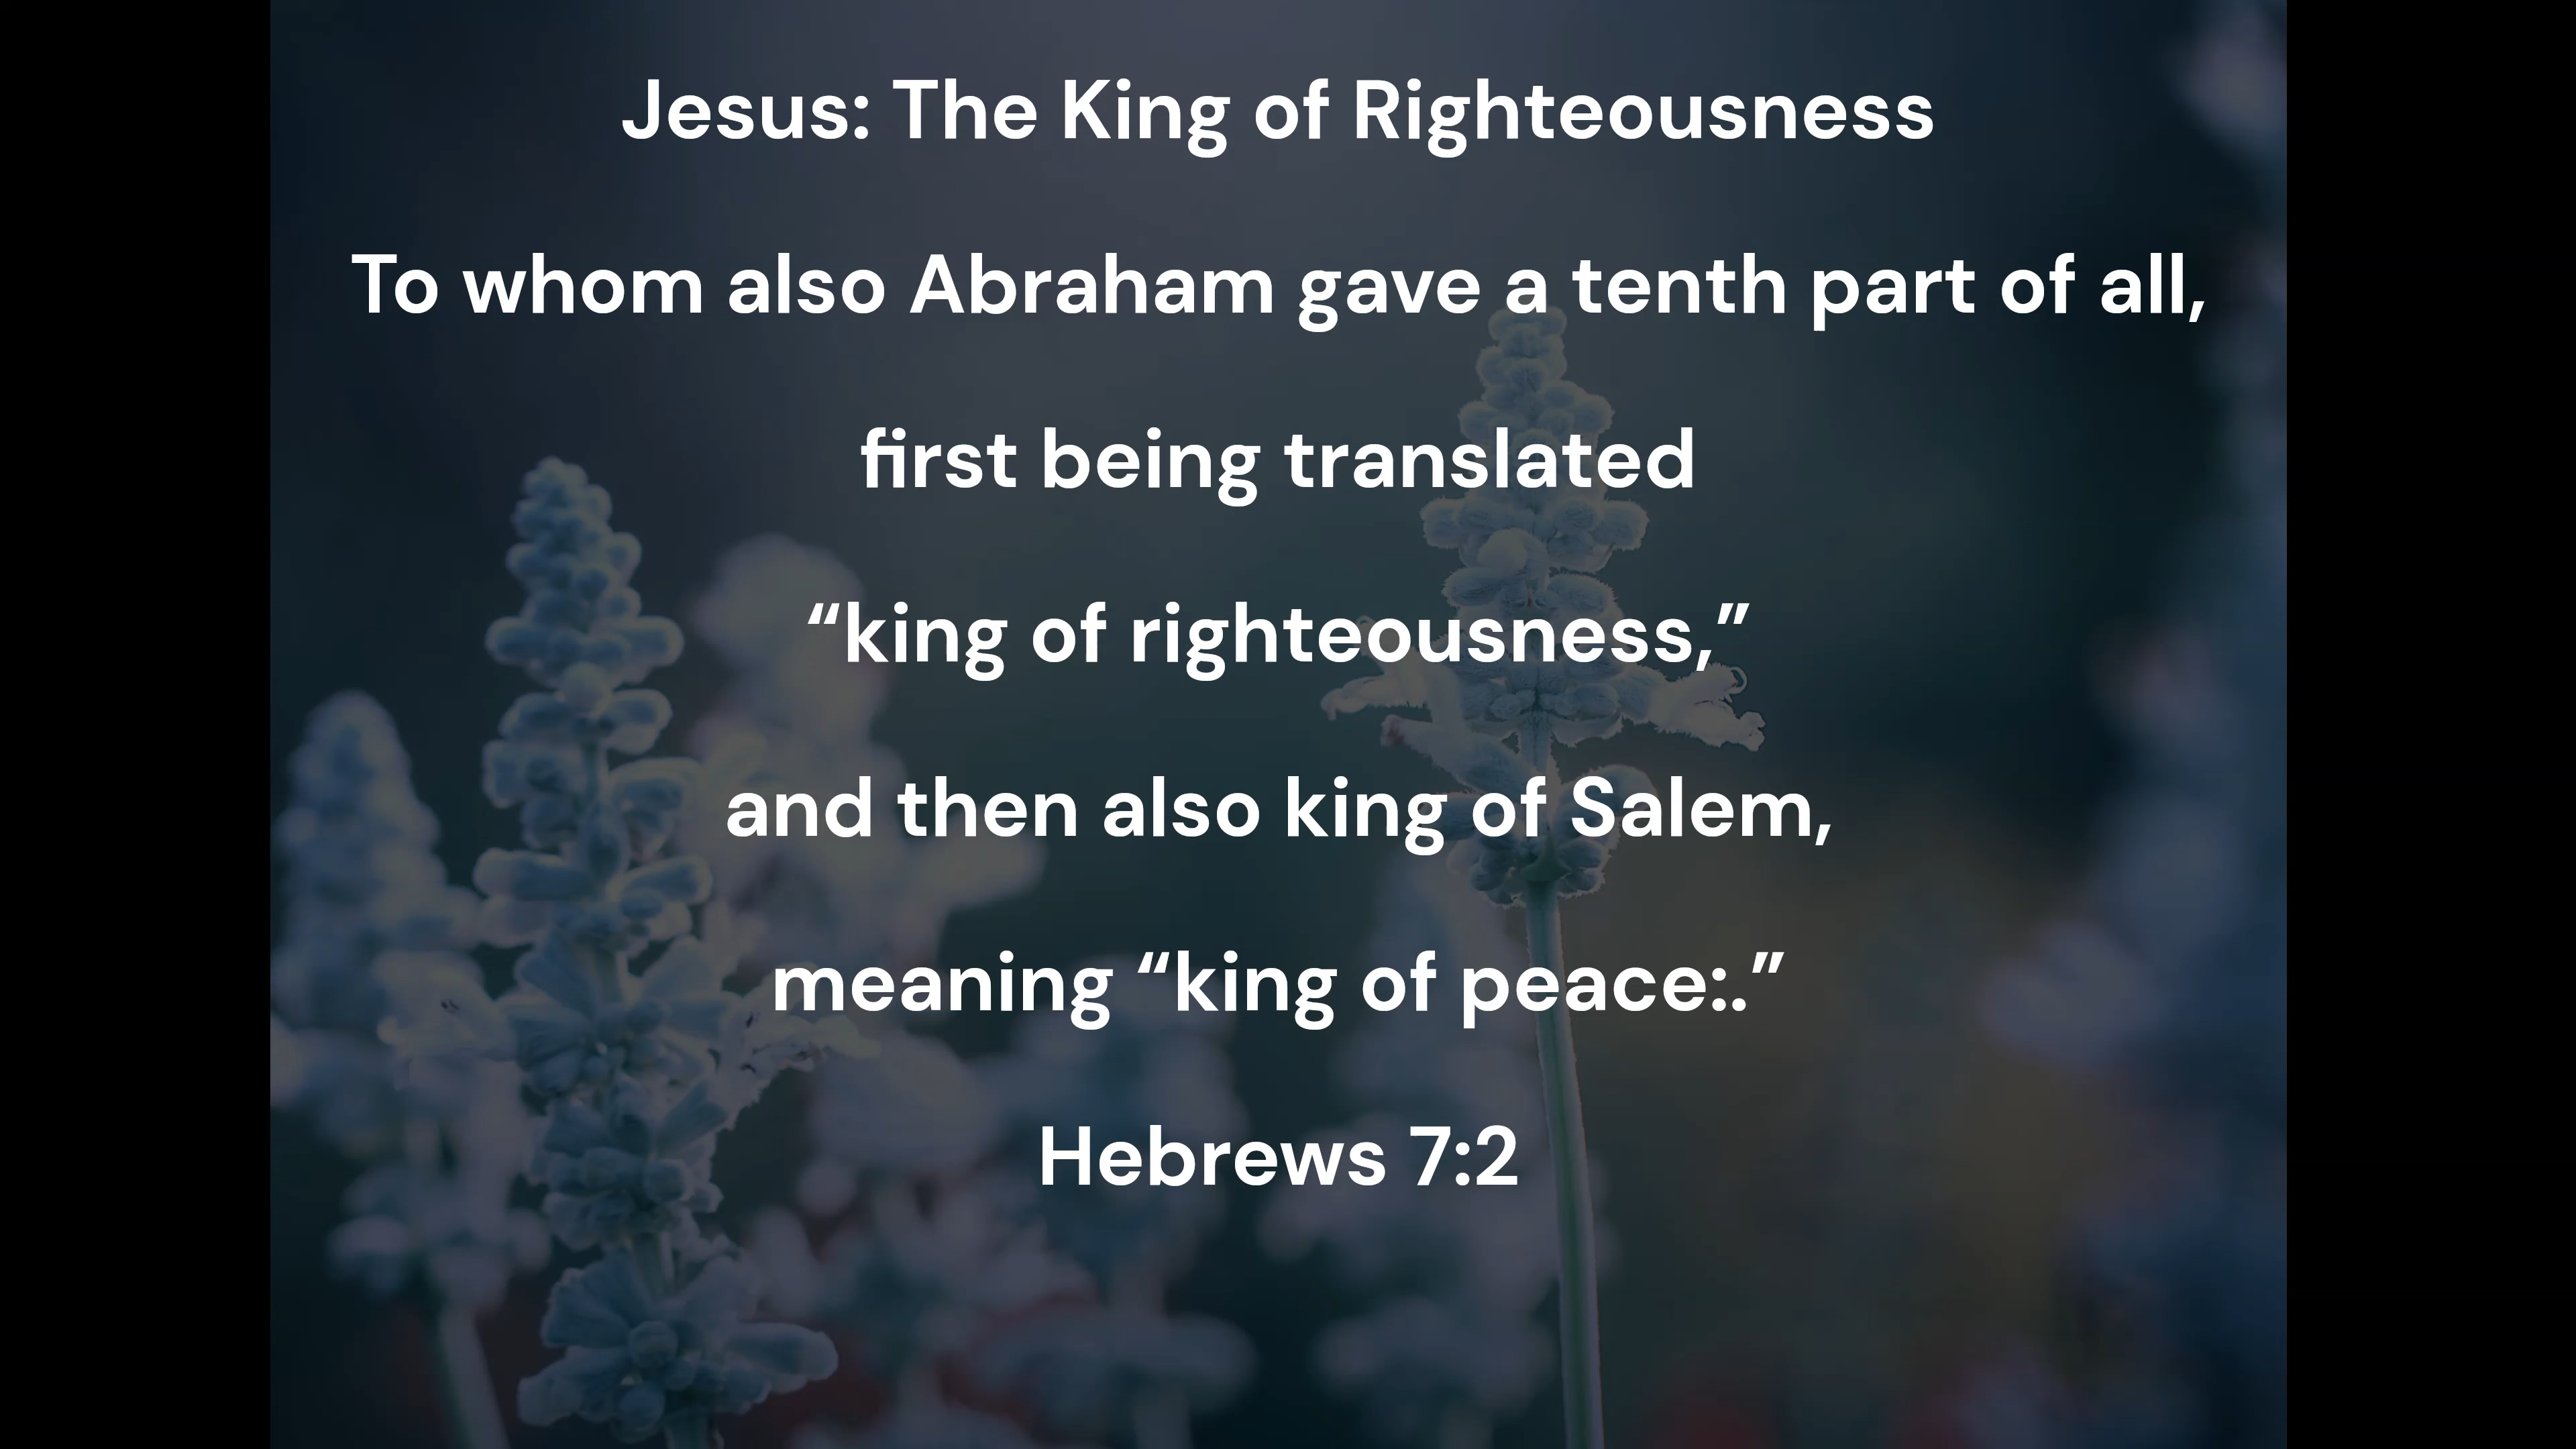 Jesus: The King of Righteousness
To whom also Abraham gave a tenth part of all,
first being translated
“king of righteousness,”
and then also king of Salem,
meaning “king of peace:.”
Hebrews 7:2